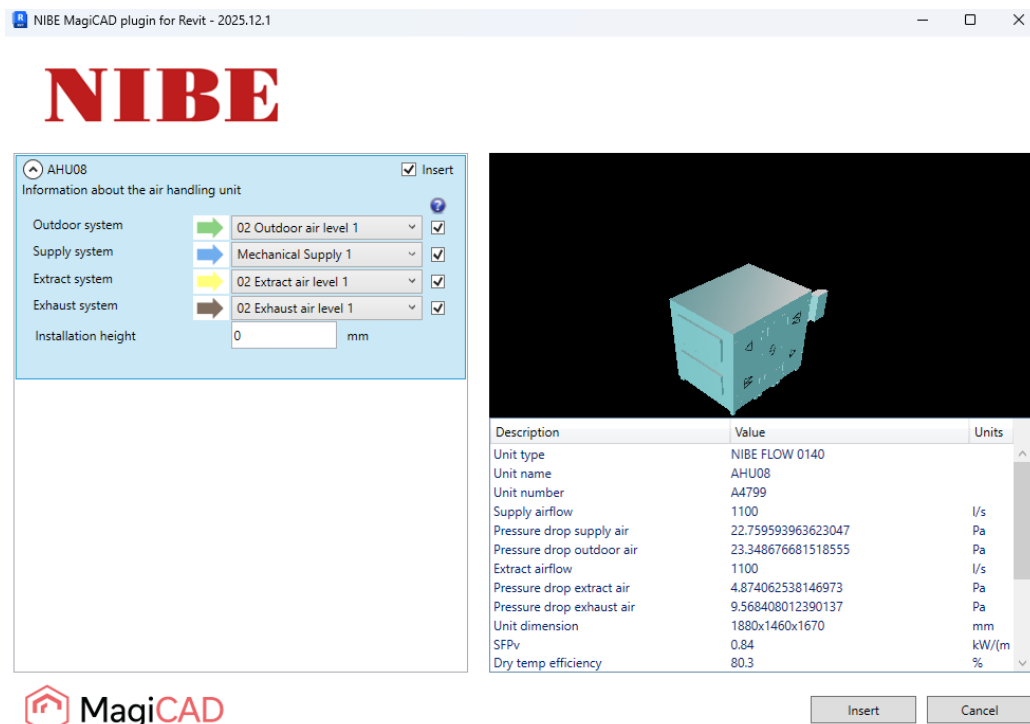 NIBE MagiCAD plugin for Revit - 2025.12.1
NIBE
AHU08 Insert
Information about the air handling unit
Outdoor system 02 Outdoor air level 1
Supply system Mechanical Supply 1
Extract system 02 Extract air level 1
Exhaust system 02 Exhaust air level 1
Installation height 0 mm
Description Value Units
Unit type NIBE FLOW 0140
Unit name AHU08
Unit number A4799
Supply airflow 1100 l/s
Pressure drop supply air 22.759593963623047 Pa
Pressure drop outdoor air 23.348676681518555 Pa
Extract airflow 1100 l/s
Pressure drop extract air 4.874062538146973 Pa
Pressure drop exhaust air 9.568408012390137 Pa
Unit dimension 1880x1460x1670 mm
SFPv 0.84 kW/(m
Dry temp efficiency 80.3 %
MagiCAD
Insert Cancel